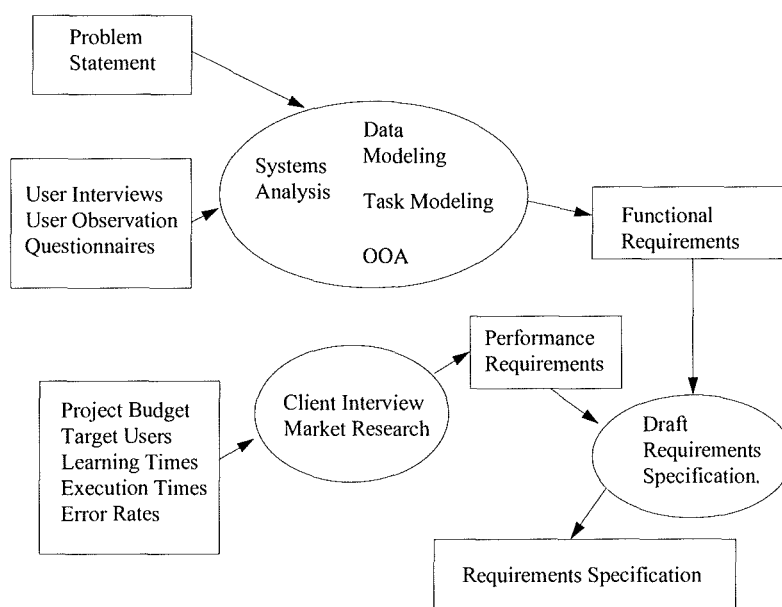 Problem
Statement
Data
Modeling
Systems
Analysis
Task Modeling
OOA
User Interviews
User Observation
Questionnaires
Functional
Requirements
Performance
Requirements
Client Interview
Market Research
Project Budget
Target Users
Learning Times
Execution Times
Error Rates
Draft
Requirements
Specification.
Requirements Specification